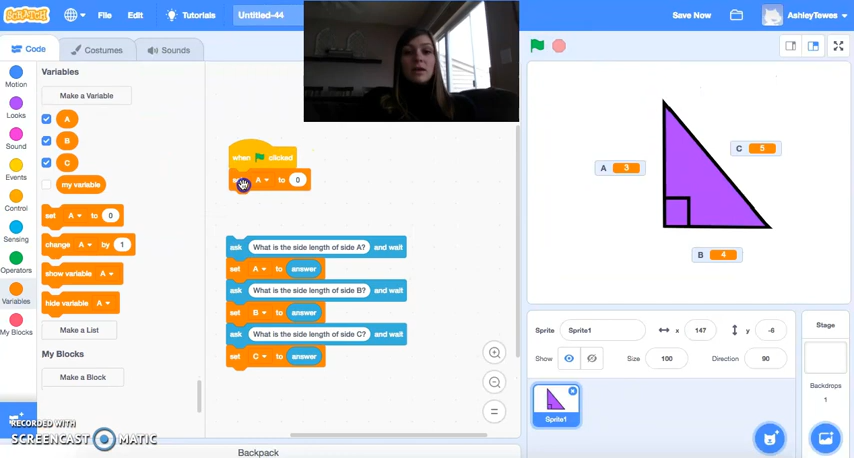 SCRATCH File Edit Tutorials Untitled-44 Save Now AshleyTewes
Code Costumes Sounds
Motion
Looks
Sound
Events
Control
Sensing
Operators
Variables
My Blocks
Variables
Make a Variable
A
B
C
my variable
set A to 0
change A by 1
show variable A
hide variable A
Make a List
My Blocks
Make a Block
when clicked
A to 0
ask What is the side length of side A? and wait
set A to answer
ask What is the side length of side B? and wait
set B to answer
ask What is the side length of side C? and wait
set C to answer
Backpack
A 3
C 5
B 4
Sprite Sprite1 x 147 y -6
Show Size 100 Direction 90
Sprite1
Stage
Backdrops
1
RECORDED WITH
SCREENCAST MATIC